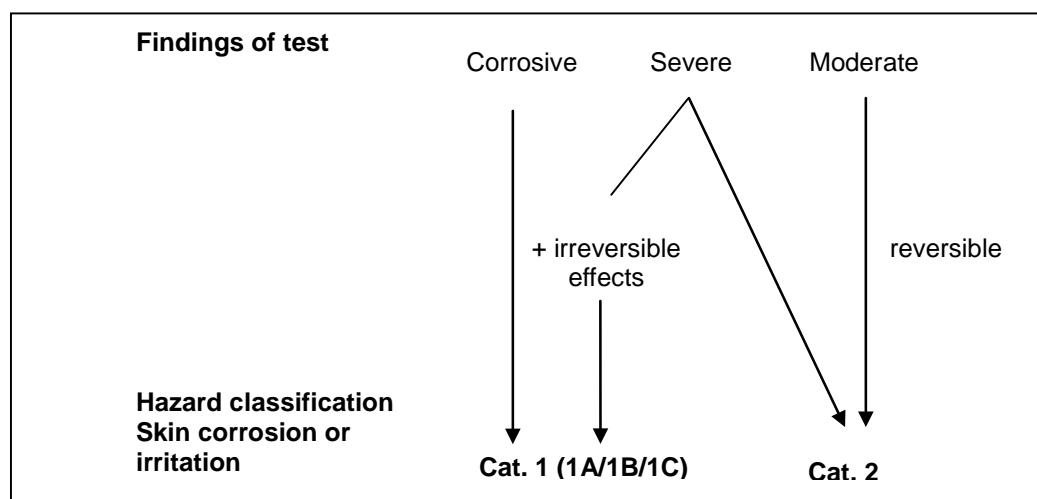 Findings of test
Corrosive Severe Moderate
+ irreversible
effects
reversible
Hazard classification
Skin corrosion or
irritation
Cat. 1 (1A/1B/1C)
Cat. 2